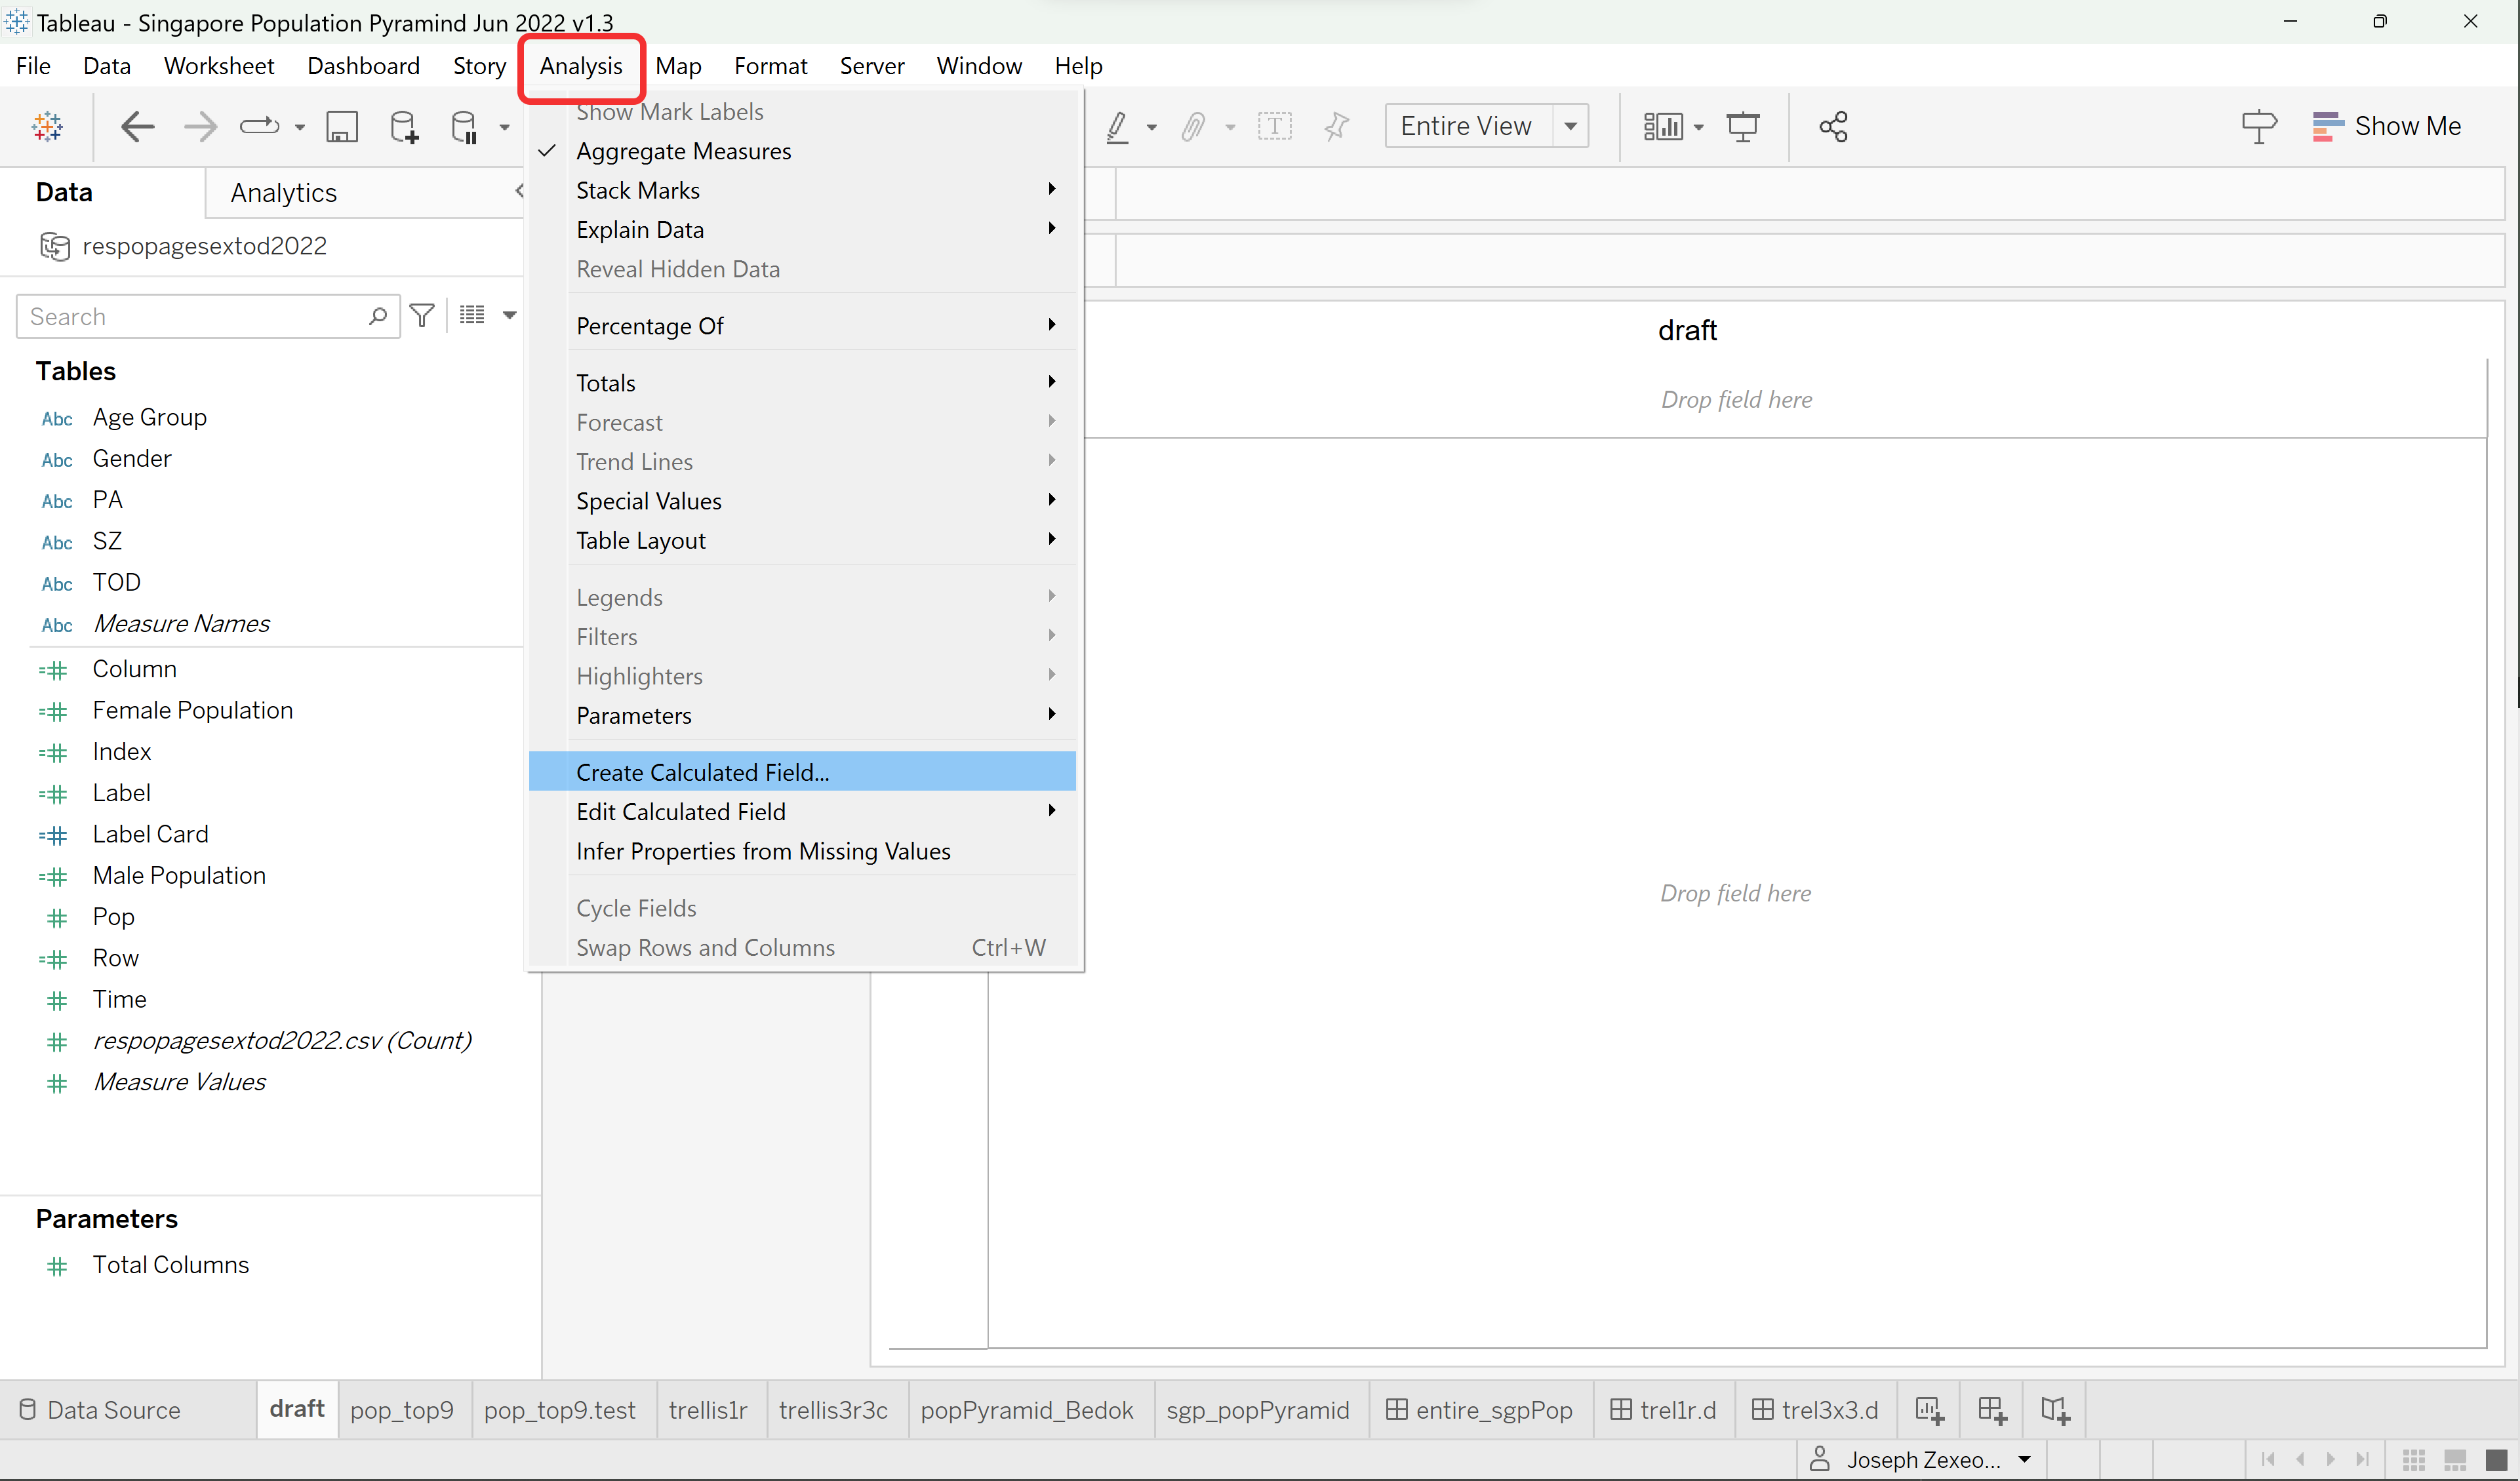 Tableau - Singapore Population Pyramind Jun 2022 v1.3
File Data Worksheet Dashboard Story Analysis Map Format Server Window Help
Entire View
Show Me
Data Analytics
respopagesextod2022
Search
Tables
Abc Age Group
Abc Gender
Abc PA
Abc SZ
Abc TOD
Abc Measure Names
=# Column
=# Female Population
=# Index
=# Label
=# Label Card
=# Male Population
# Pop
=# Row
# Time
# respopagesextod2022.csv (Count)
# Measure Values
Parameters
# Total Columns
Show Mark Labels
Aggregate Measures
Stack Marks
Explain Data
Reveal Hidden Data
Percentage Of
Totals
Forecast
Trend Lines
Special Values
Table Layout
Legends
Filters
Highlighters
Parameters
Create Calculated Field...
Edit Calculated Field
Infer Properties from Missing Values
Cycle Fields
Swap Rows and Columns Ctrl+W
draft
Drop field here
Drop field here
Data Source draft pop_top9 pop_top9.test trellis1r trellis3r3c popPyramid_Bedok sgp_popPyramid entire_sgpPop trel1r.d trel3x3.d
Joseph Zexeo...